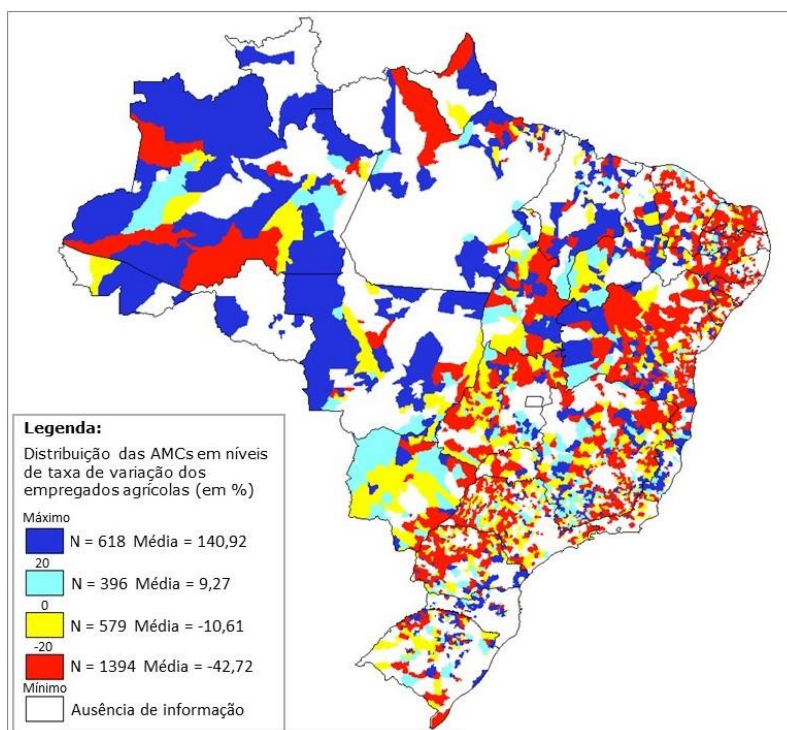 Legenda:
Distribuição das AMCs em níveis
de taxa de variação dos
empregados agrícolas (em %)
Máximo
N = 618 Média = 140,92
20
N = 396 Média = 9,27
0
N = 579 Média = -10,61
-20
N = 1394 Média = -42,72
Mínimo
Ausência de informação